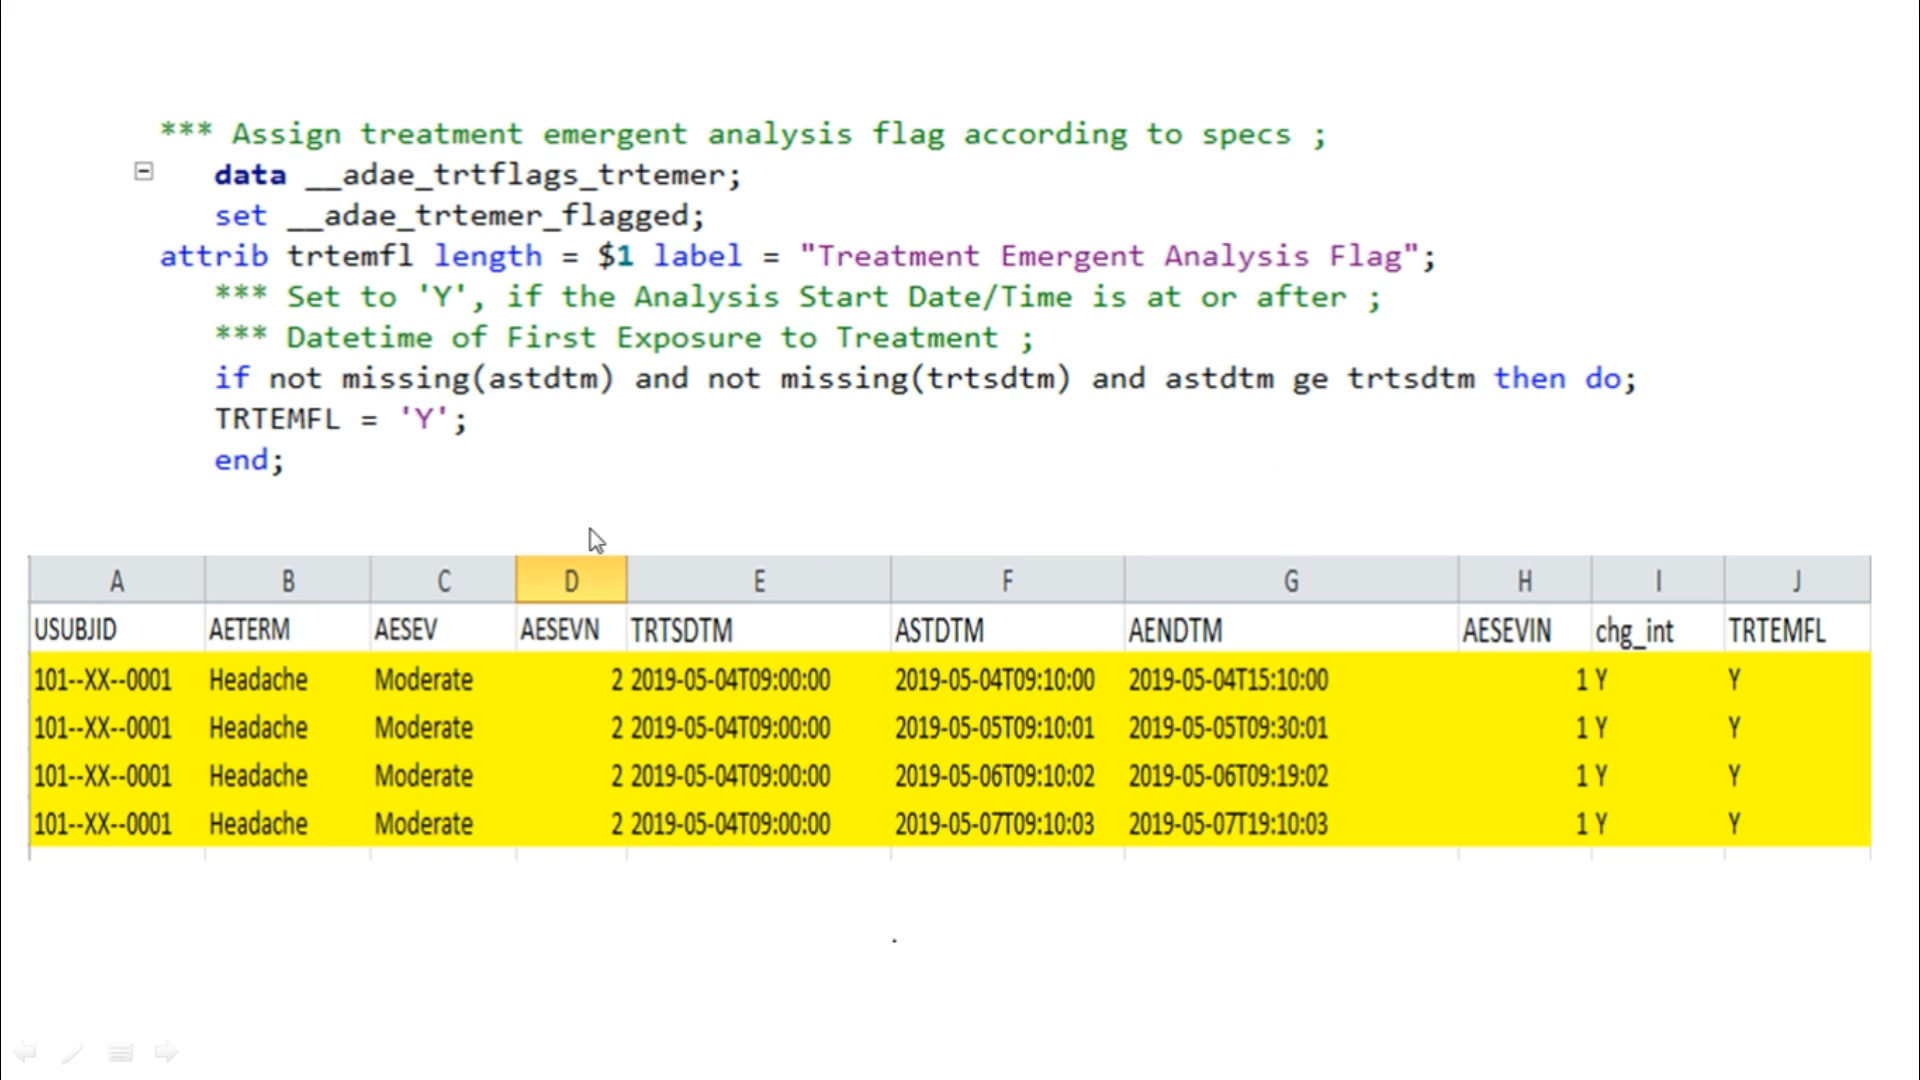 *** Assign treatment emergent analysis flag according to specs ;
data __adae_trtflags_trtemer;
set __adae_trtemer_flagged;
attrib trtemfl length = $1 label = "Treatment Emergent Analysis Flag";
*** Set to 'Y', if the Analysis Start Date/Time is at or after ;
*** Datetime of First Exposure to Treatment ;
if not missing(astdtm) and not missing(trtsdtm) and astdtm ge trtsdtm then do;
TRTEMFL = 'Y';
end;
A B C D E F G H I J
USUBJID AETERM AESEV AESEVN TRTSDTM ASTDTM AENDTM AESEVIN chg_int TRTEMFL
101--XX--0001 Headache Moderate 2 2019-05-04T09:00:00 2019-05-04T09:10:00 2019-05-04T15:10:00 1 Y Y
101--XX--0001 Headache Moderate 2 2019-05-04T09:00:00 2019-05-05T09:10:01 2019-05-05T09:30:01 1 Y Y
101--XX--0001 Headache Moderate 2 2019-05-04T09:00:00 2019-05-06T09:10:02 2019-05-06T09:19:02 1 Y Y
101--XX--0001 Headache Moderate 2 2019-05-04T09:00:00 2019-05-07T09:10:03 2019-05-07T19:10:03 1 Y Y